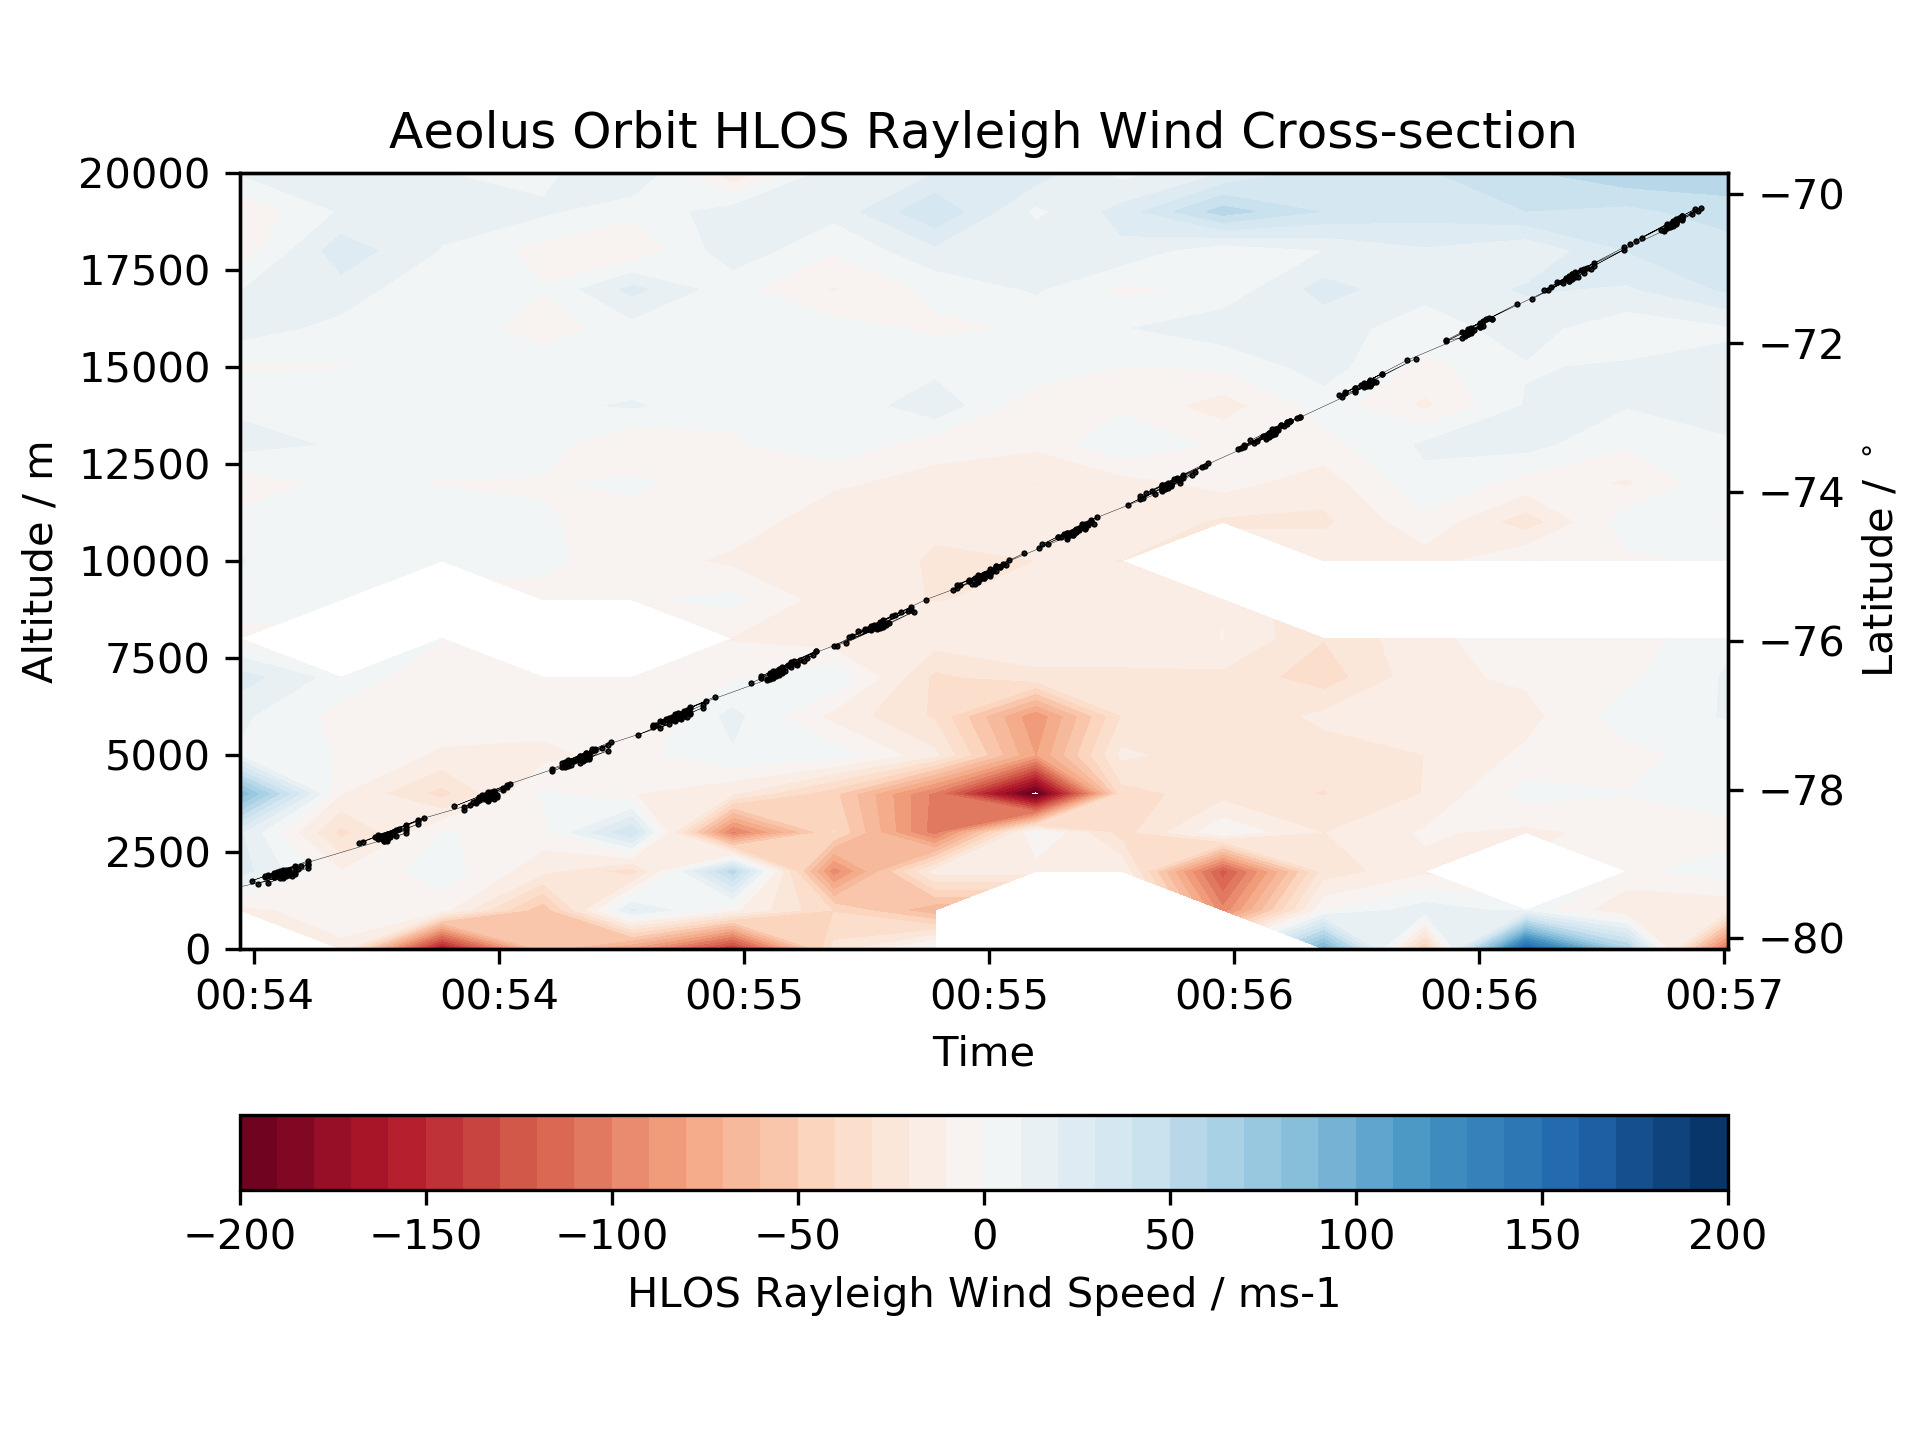 Aeolus Orbit HLOS Rayleigh Wind Cross-section
20000
17500
15000
12500
10000
7500
5000
2500
0
Altitude / m
−70
−72
−74
−76
−78
−80
Latitude / °
00:54 00:54 00:55 00:55 00:56 00:56 00:57
Time
−200 −150 −100 −50 0 50 100 150 200
HLOS Rayleigh Wind Speed / ms-1